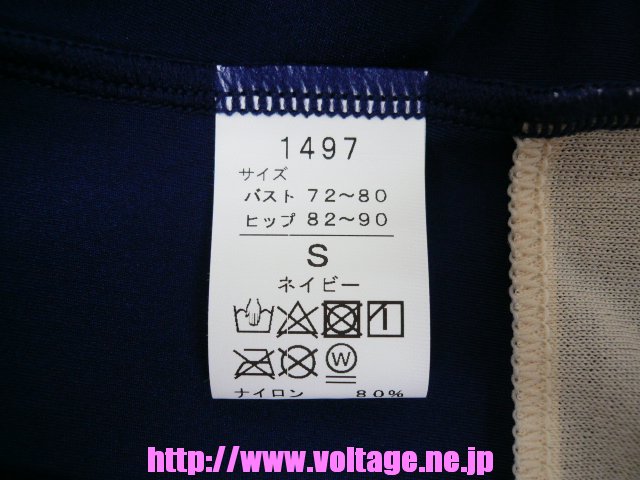 1497
サイズ
バスト 72～80
ヒップ 82～90
S
ネイビー
W
ナイロン 80%
http://www.voltage.ne.jp